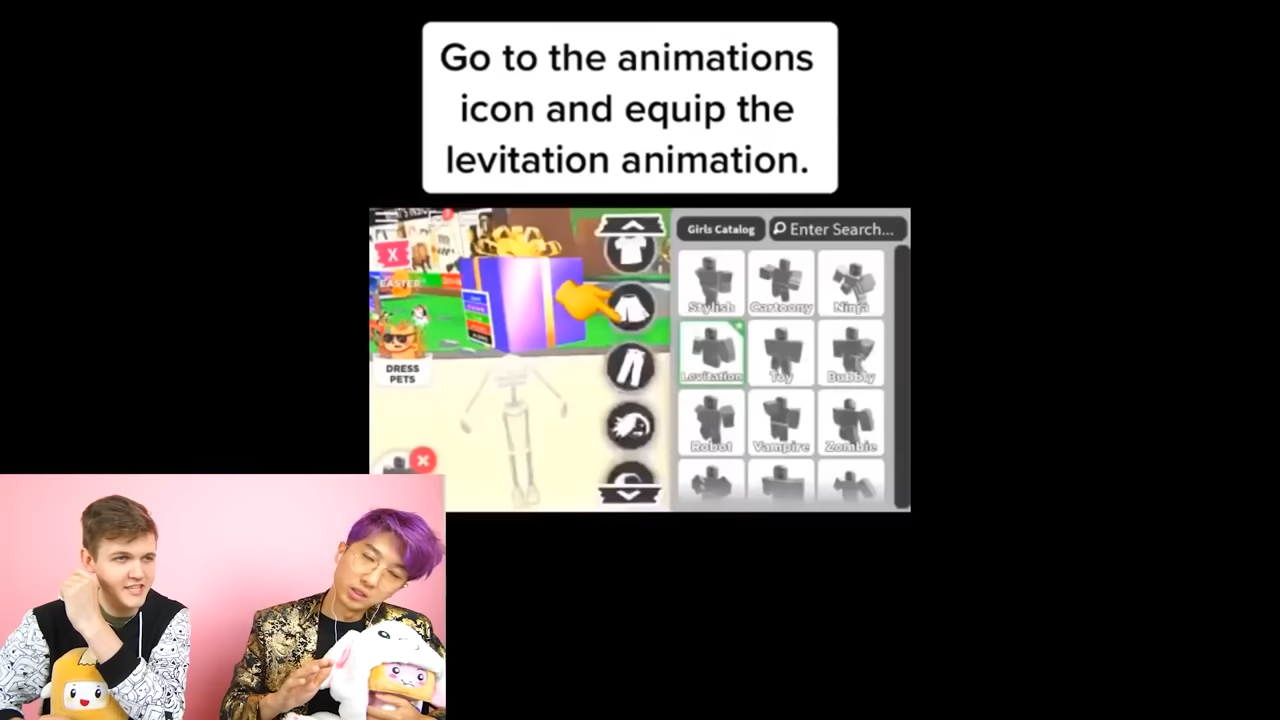 Go to the animations
icon and equip the
levitation animation.
Girls Catalog
Enter Search...
X
EASTER
Stylish
Cartoony
Ninja
DRESS
PETS
Levitation
Toy
Bubbly
Robot
Vampire
Zombie